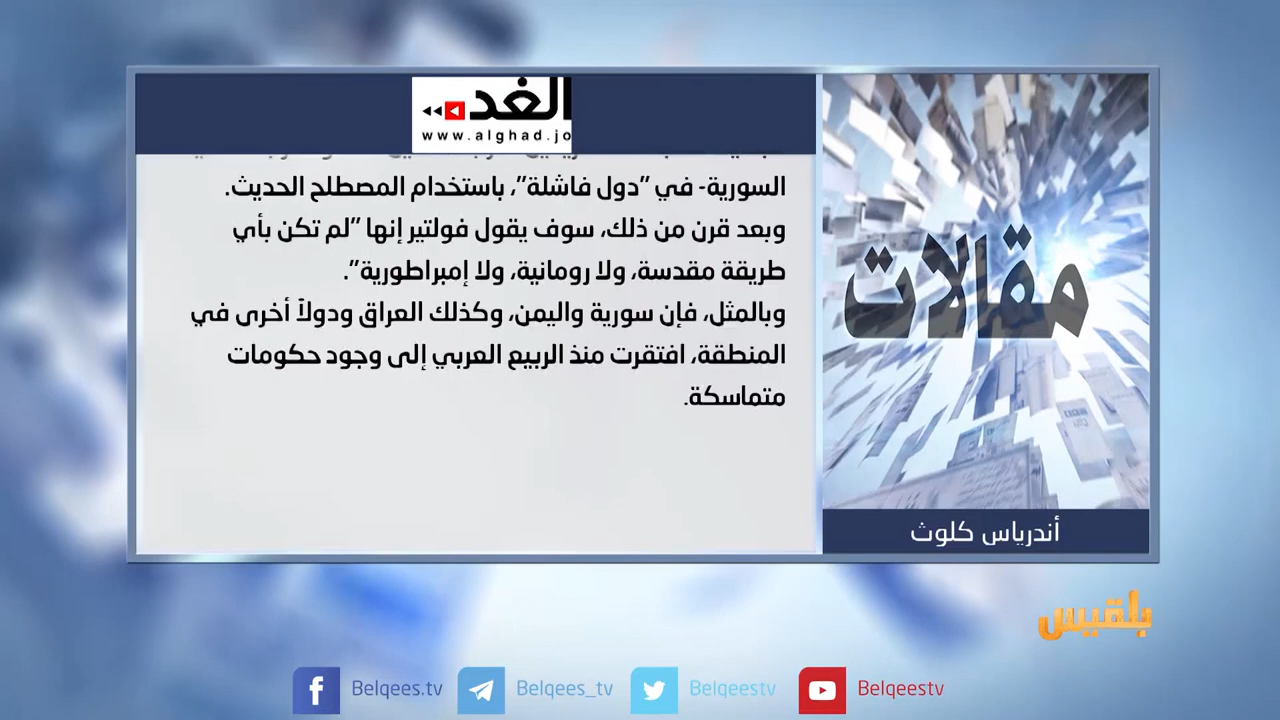 الغد
www.alghad.jo
السورية- في "دول فاشلة"، باستخدام المصطلح الحديث.
وبعد قرن من ذلك، سوف يقول فولتير إنها "لم تكن بأي
طريقة مقدسة، ولا رومانية، ولا إمبراطورية".
وبالمثل، فإن سورية واليمن، وكذلك العراق ودولاً أخرى في
المنطقة، افتقرت منذ الربيع العربي إلى وجود حكومات
متماسكة.
مقالات
أندرياس كلوث
بلقيس
Belqees.tv
Belqees_tv
Belqeestv
Belqeestv